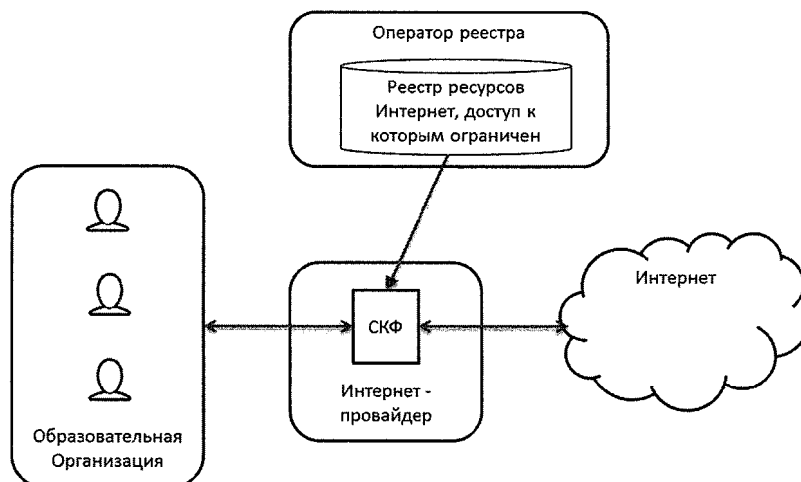 Оператор реестра
Реестр ресурсов
Интернет, доступ к
которым ограничен
Интернет
СКФ
Интернет -
провайдер
Образовательная
Организация